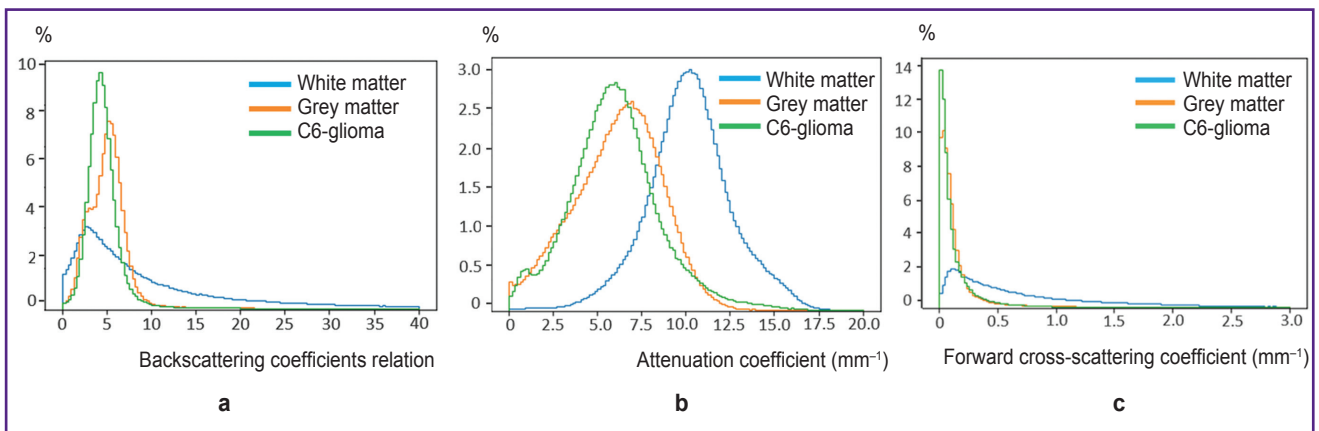 %
10
8
6
4
2
0
White matter
Grey matter
C6-glioma
0 5 10 15 20 25 30 35 40
Backscattering coefficients relation
a
%
3.0
2.5
2.0
1.5
1.0
0.5
0
White matter
Grey matter
C6-glioma
0 2.5 5.0 7.5 10.0 12.5 15.0 17.5 20.0
Attenuation coefficient (mm⁻¹)
b
%
14
12
10
8
6
4
2
0
White matter
Grey matter
C6-glioma
0 0.5 1.0 1.5 2.0 2.5 3.0
Forward cross-scattering coefficient (mm⁻¹)
c